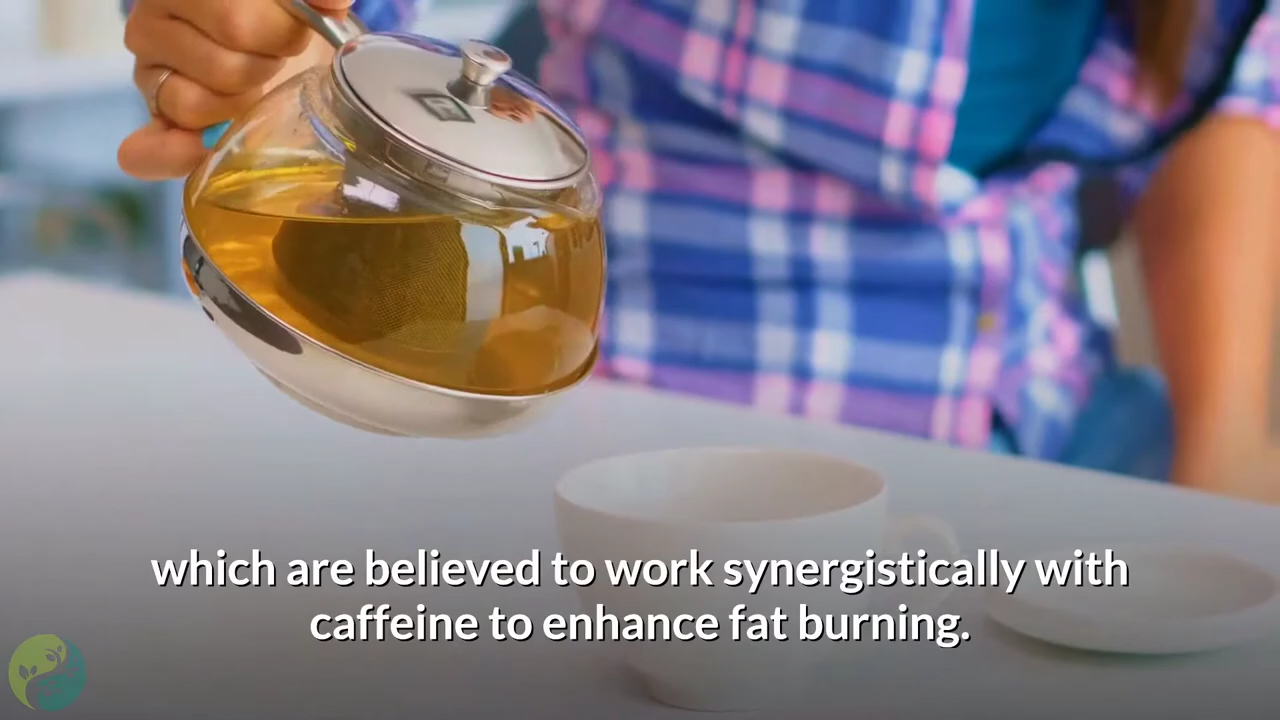 which are believed to work synergistically with
caffeine to enhance fat burning.